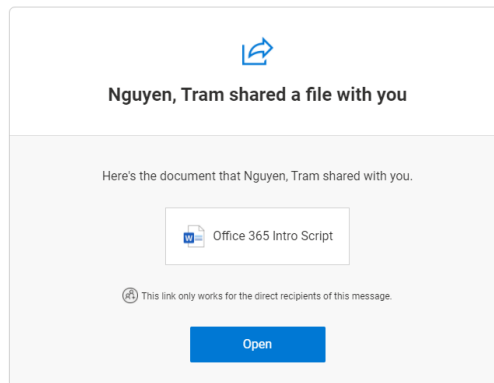 Nguyen, Tram shared a file with you
Here's the document that Nguyen, Tram shared with you.
Office 365 Intro Script
This link only works for the direct recipients of this message.
Open